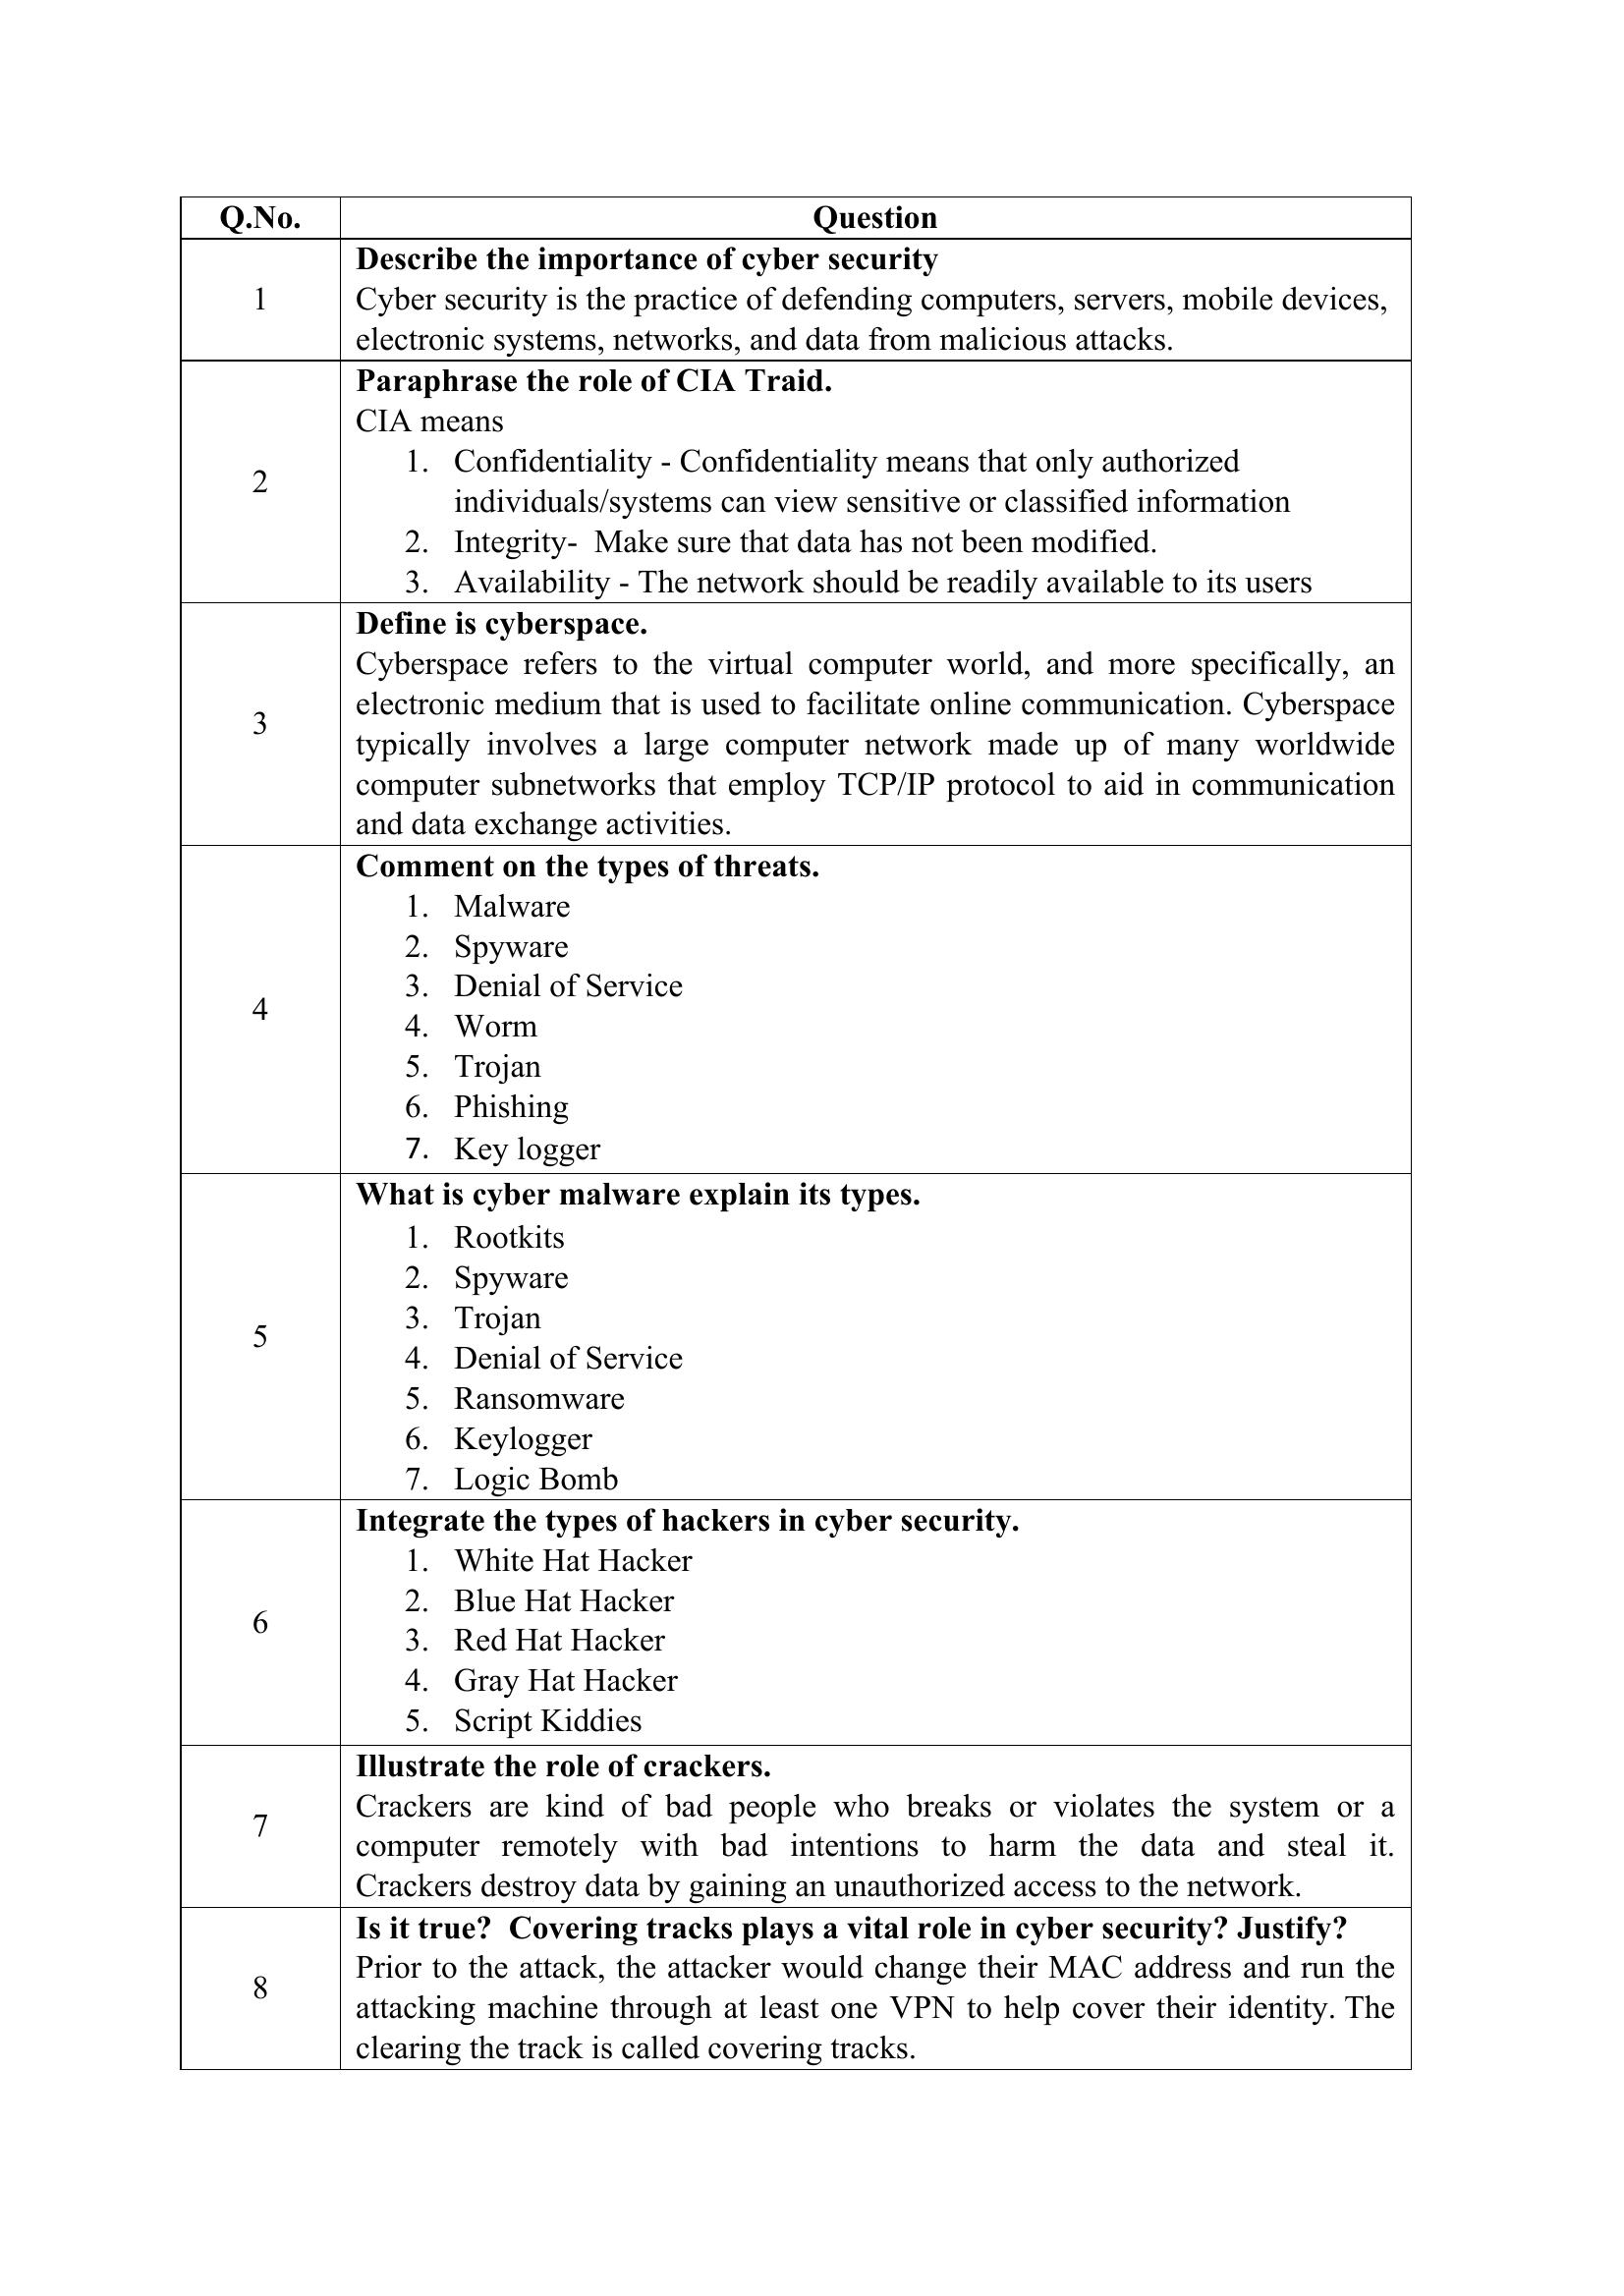 Q.No. Question
Describe the importance of cyber security
1
Cyber security is the practice of defending computers, servers, mobile devices,
electronic systems, networks, and data from malicious attacks.
Paraphrase the role of CIA Traid.
CIA means
1. Confidentiality - Confidentiality means that only authorized
2
individuals/systems can view sensitive or classified information
2. Integrity-  Make sure that data has not been modified.
3. Availability - The network should be readily available to its users
Define is cyberspace.
Cyberspace refers to the virtual computer world, and more specifically, an
electronic medium that is used to facilitate online communication. Cyberspace
3
typically involves a large computer network made up of many worldwide
computer subnetworks that employ TCP/IP protocol to aid in communication
and data exchange activities.
Comment on the types of threats.
1. Malware
2. Spyware
3. Denial of Service
4
4. Worm
5. Trojan
6. Phishing
7. Key logger
What is cyber malware explain its types.
1. Rootkits
2. Spyware
3. Trojan
5
4. Denial of Service
5. Ransomware
6. Keylogger
7. Logic Bomb
Integrate the types of hackers in cyber security.
1. White Hat Hacker
2. Blue Hat Hacker
6
3. Red Hat Hacker
4. Gray Hat Hacker
5. Script Kiddies
Illustrate the role of crackers.
7
Crackers are kind of bad people who breaks or violates the system or a
computer remotely with bad intentions to harm the data and steal it.
Crackers destroy data by gaining an unauthorized access to the network.
Is it true?  Covering tracks plays a vital role in cyber security? Justify?
8
Prior to the attack, the attacker would change their MAC address and run the
attacking machine through at least one VPN to help cover their identity. The
clearing the track is called covering tracks.